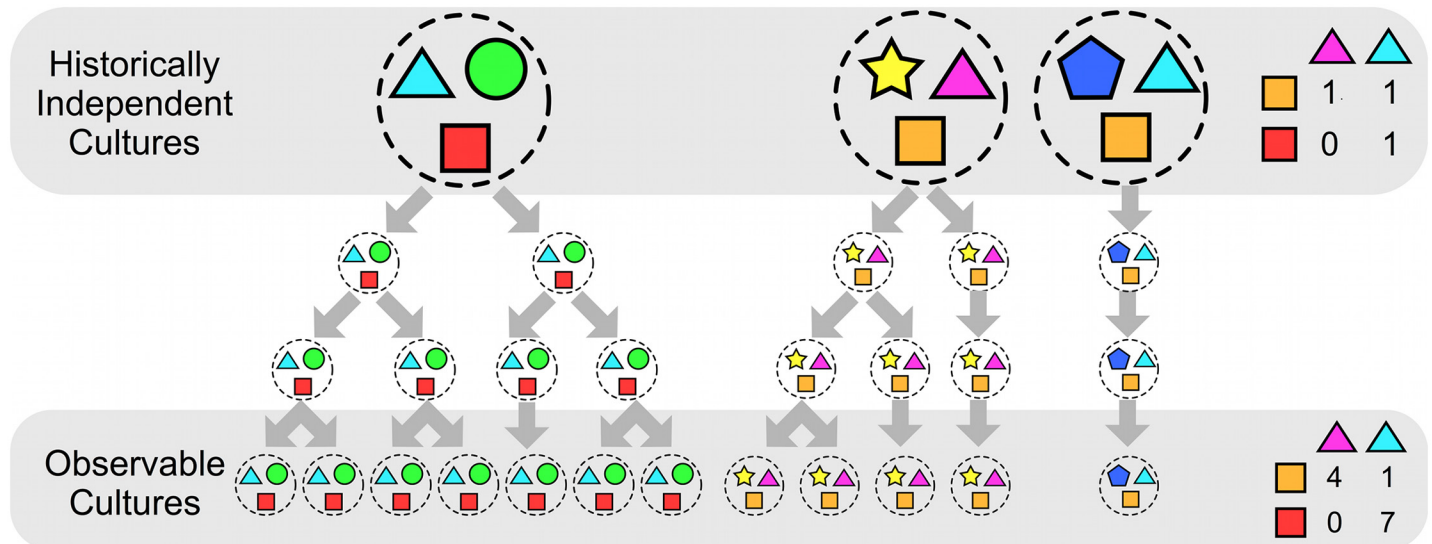 Historically
Independent
Cultures
1 1
0 1
Observable
Cultures
4 1
0 7